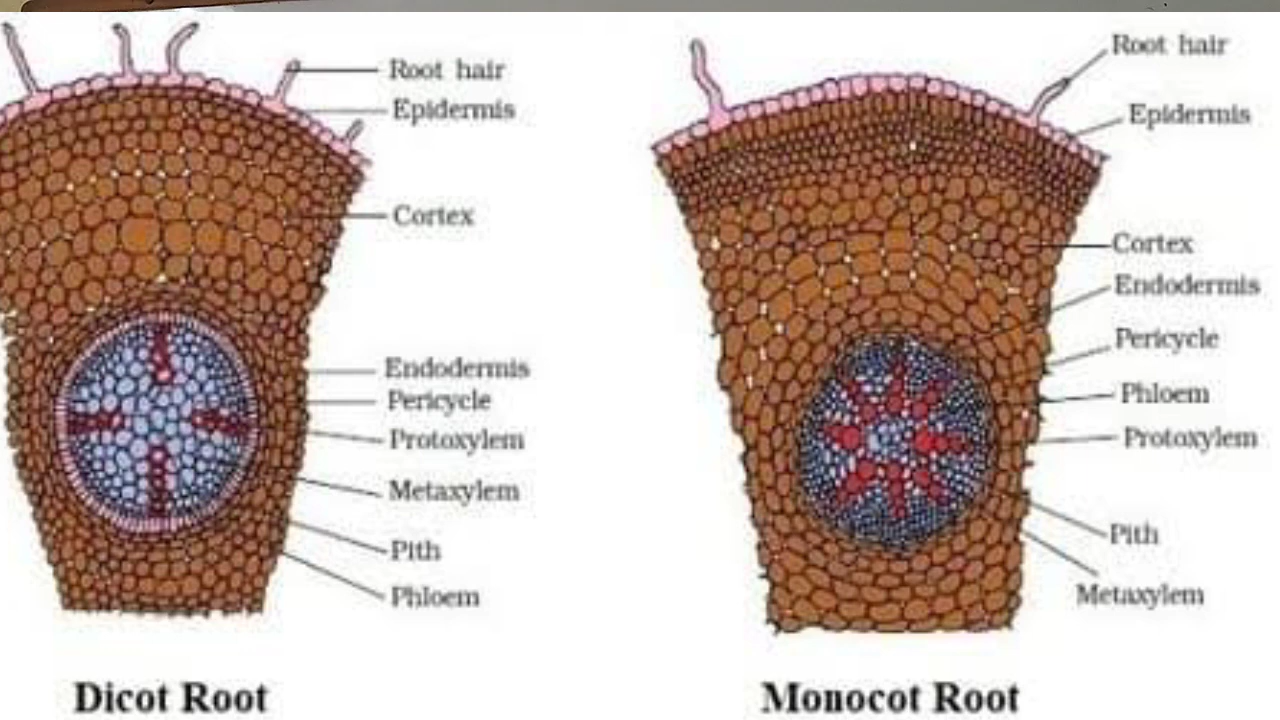 Root hair
Epidermis
Cortex
Endodermis
Pericycle
Protoxylem
Metaxylem
Pith
Phloem
Dicot Root
Root hair
Epidermis
Cortex
Endodermis
Pericycle
Phloem
Protoxylem
Pith
Metaxylem
Monocot Root